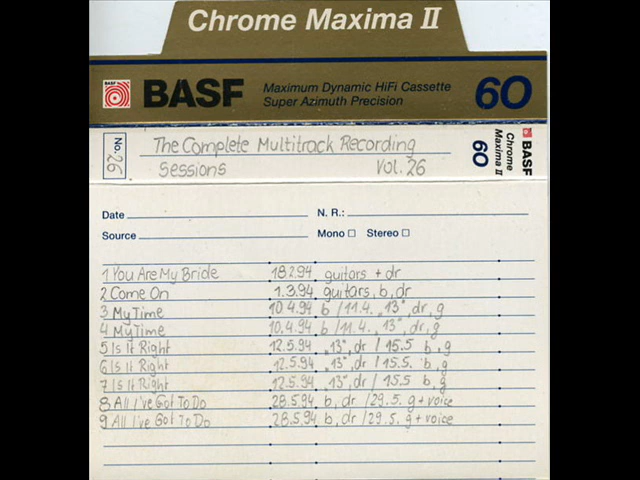 Chrome Maxima II
BASF
BASF Maximum Dynamic HiFi Cassette 60
Super Azimuth Precision
No. 26 The Complete Multitrack Recording
Sessions Vol. 26
60 Chrome Maxima II BASF
Date N. R.:
Source Mono Stereo
1 You Are My Bride 18.2.94 guitars + dr
2 Come On 1.3.94 guitars, b, dr
3 My Time 10.4.94 b / 11.4. „13", dr, g
4 My Time 10.4.94 b / 11.4. „13", dr, g
5 Is It Right 12.5.94 „13", dr / 15.5 b, g
6 Is It Right 12.5.94 „13", dr / 15.5. b, g
7 Is It Right 12.5.94 „13", dr / 15.5 b, g
8 All I've Got To Do 28.5.94 b, dr / 29.5. g + voice
9 All I've Got To Do 28.5.94 b, dr / 29.5. g + voice